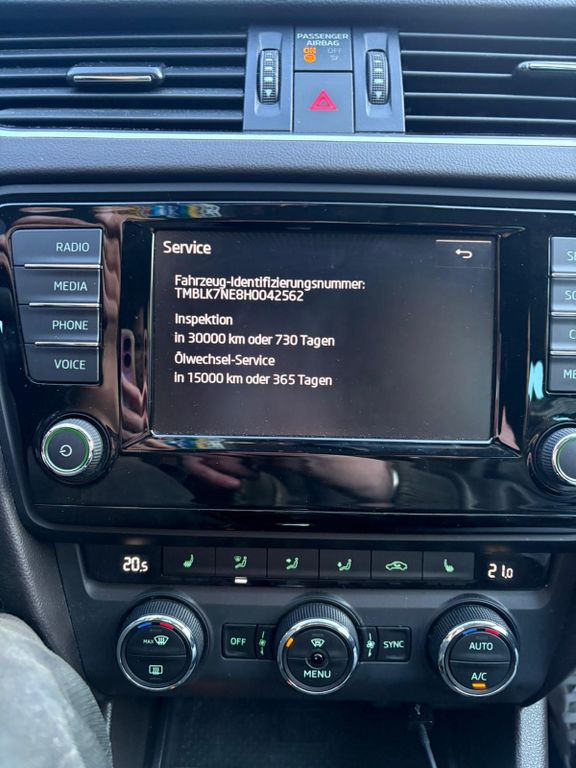 PASSENGER
AIRBAG
ON OFF
Service
Fahrzeug-Identifizierungsnummer:
TMBLK7NE8H0042562
Inspektion
in 30000 km oder 730 Tagen
Ölwechsel-Service
in 15000 km oder 365 Tagen
RADIO
MEDIA
PHONE
VOICE
20.5
21.0
MAX
OFF
MENU
SYNC
AUTO
A/C